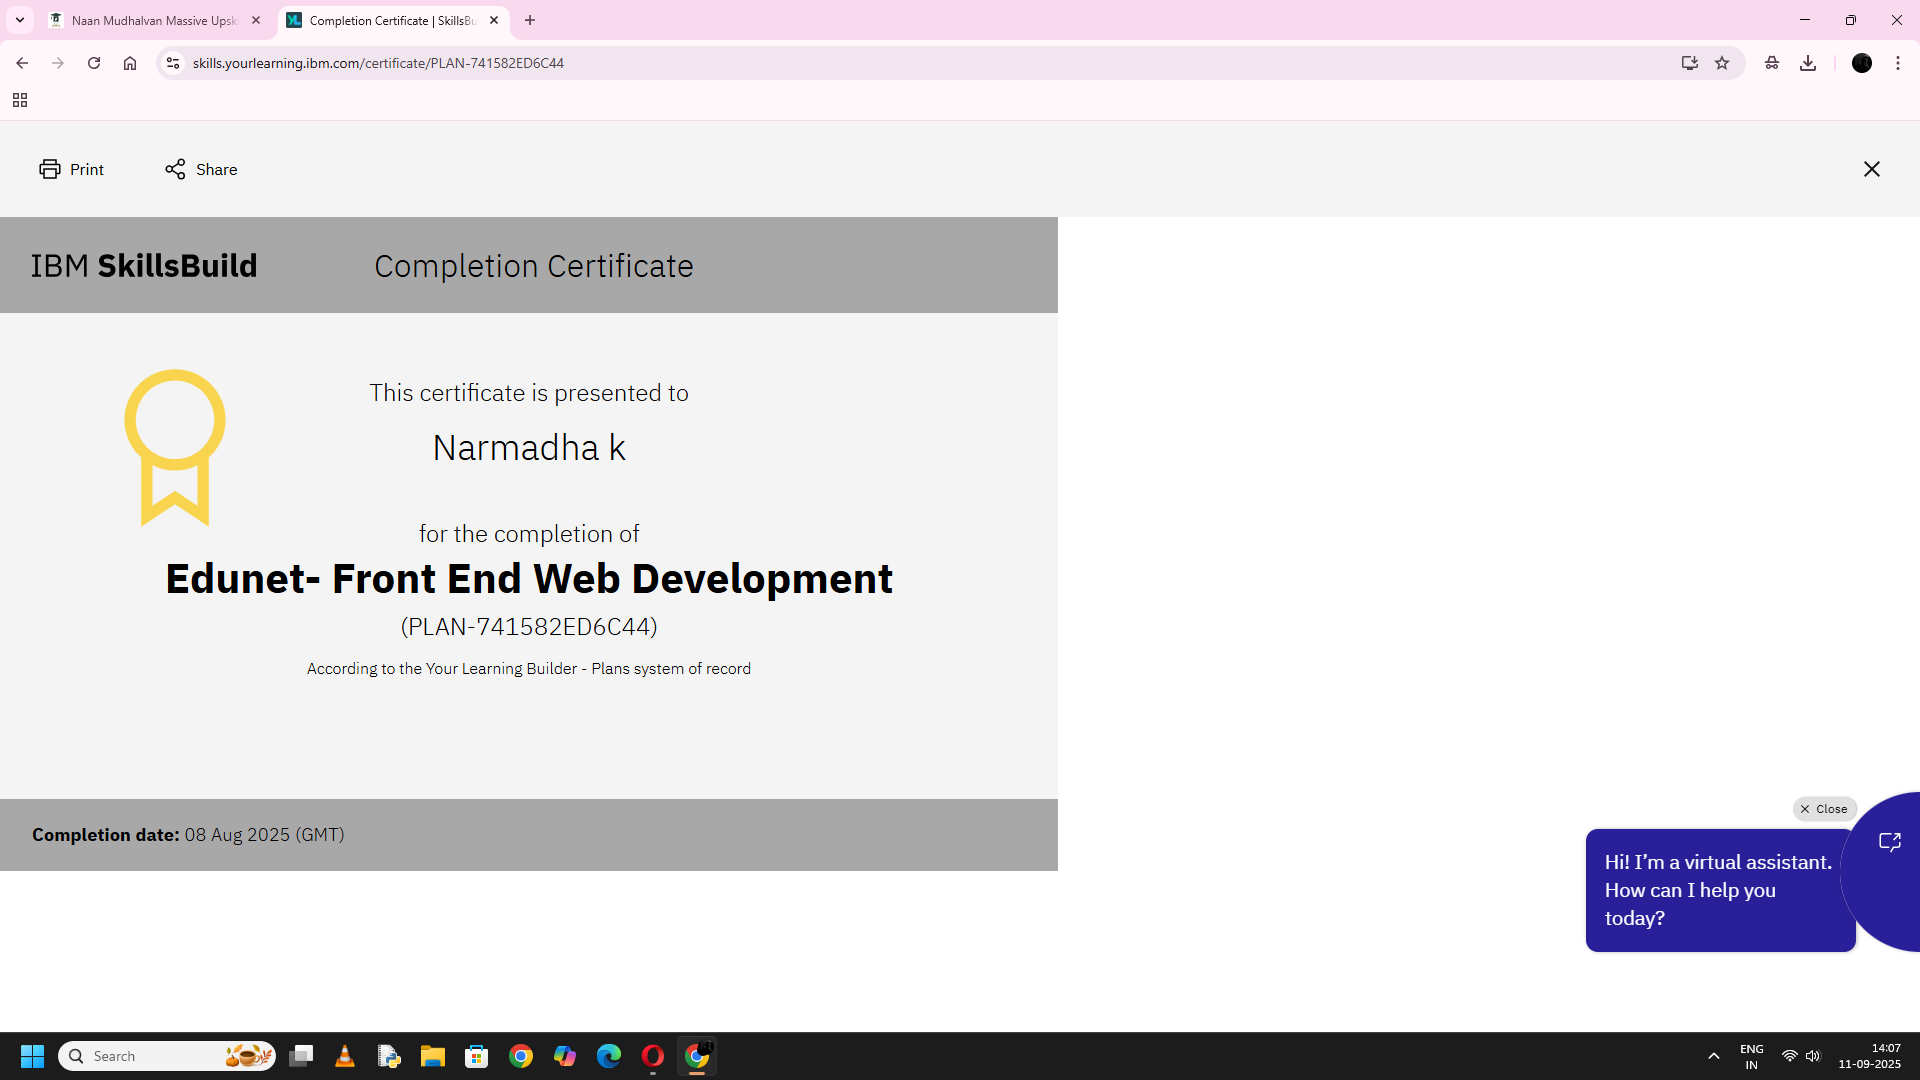 Naan Mudhalvan Massive Upsk
Completion Certificate | SkillsBu
skills.yourlearning.ibm.com/certificate/PLAN-741582ED6C44
Print
Share
IBM SkillsBuild
Completion Certificate
This certificate is presented to
Narmadha k
for the completion of
Edunet- Front End Web Development
(PLAN-741582ED6C44)
According to the Your Learning Builder - Plans system of record
Completion date: 08 Aug 2025 (GMT)
Close
Hi! I’m a virtual assistant.
How can I help you
today?
Search
ENG
IN
14:07
11-09-2025